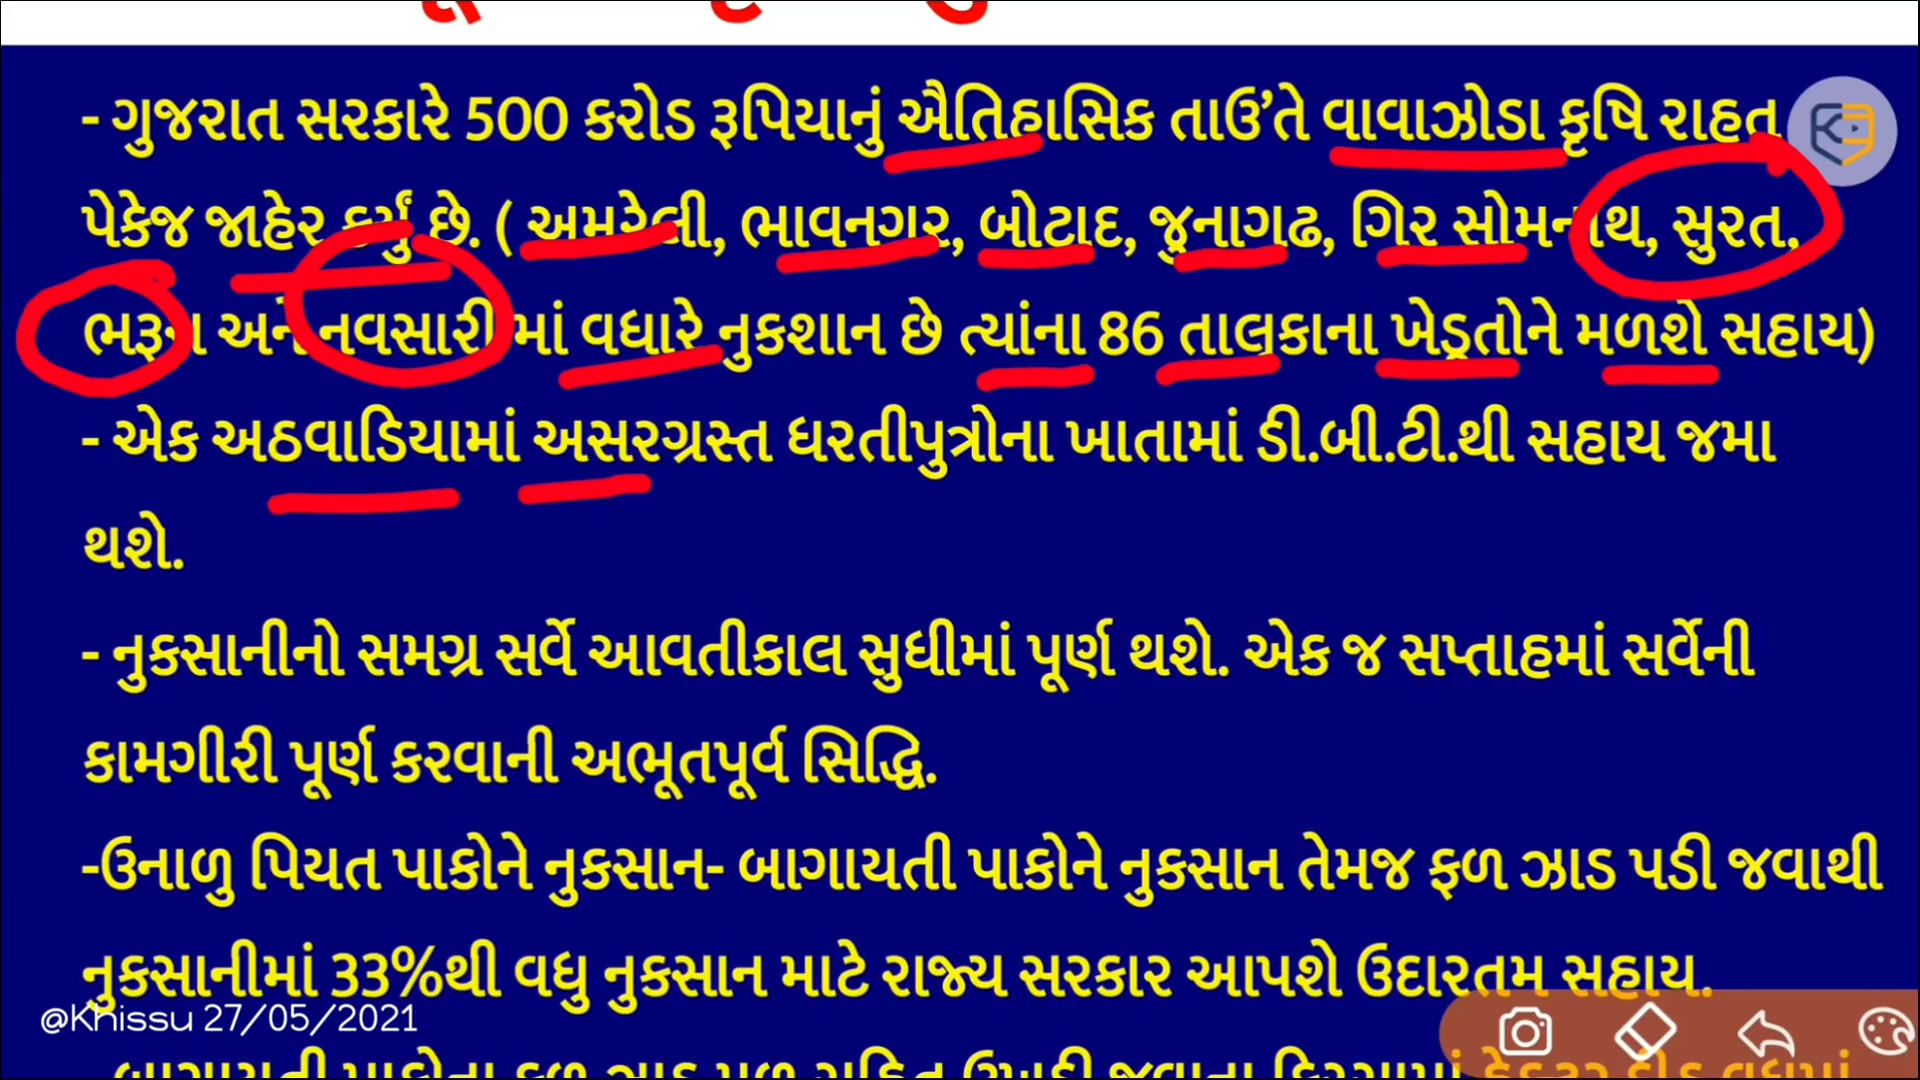 - ગુજરાત સરકારે 500 કરોડ રૂપિયાનું ઐતિહાસિક તાઉ'તે વાવાઝોડા કૃષિ રાહત
પેકેજ જાહેર કર્યું છે. ( અમરેલી, ભાવનગર, બોટાદ, જુનાગઢ, ગિર સોમનાથ, સુરત,
ભરૂચ અને નવસારી માં વધારે નુકશાન છે ત્યાંના 86 તાલકાના ખેડૂતોને મળશે સહાય)
- એક અઠવાડિયામાં અસરગ્રસ્ત ધરતીપુત્રોના ખાતામાં ડી.બી.ટી.થી સહાય જમા
થશે.
- નુકસાનીનો સમગ્ર સર્વે આવતીકાલ સુધીમાં પૂર્ણ થશે. એક જ સપ્તાહમાં સર્વેની
કામગીરી પૂર્ણ કરવાની અભૂતપૂર્વ સિદ્ધિ.
-ઉનાળુ પિયત પાકોને નુકસાન- બાગાયતી પાકોને નુકસાન તેમજ ફળ ઝાડ પડી જવાથી
નુકસાનીમાં 33%થી વધુ નુકસાન માટે રાજ્ય સરકાર આપશે ઉદારતમ સહાય.
@Khissu 27/05/2021